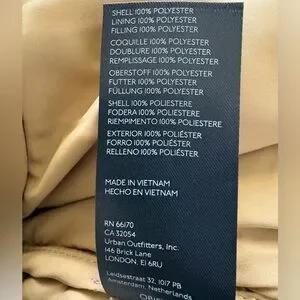 SHELL 100% POLYESTER
LINING 100% POLYESTER
FILLING 100% POLYESTER
COQUILLE 100% POLYESTER
DOUBLURE 100% POLYESTER
REMPLISSAGE 100% POLYESTER
OBERSTOFF 100% POLYESTER
FUTTER 100% POLYESTER
FÜLLUNG 100% POLYESTER
SHELL 100% POLIESTERE
FODERA 100% POLIESTERE
RIEMPIMENTO 100% POLIESTERE
EXTERIOR 100% POLIÉSTER
FORRO 100% POLIÉSTER
RELLENO 100% POLIÉSTER
MADE IN VIETNAM
HECHO EN VIETNAM
RN 66170
CA 32054
Urban Outfitters, Inc.
146 Brick Lane
LONDON, E1 6RU
Leidsestraat 32, 1017 PB
Amsterdam, Netherlands